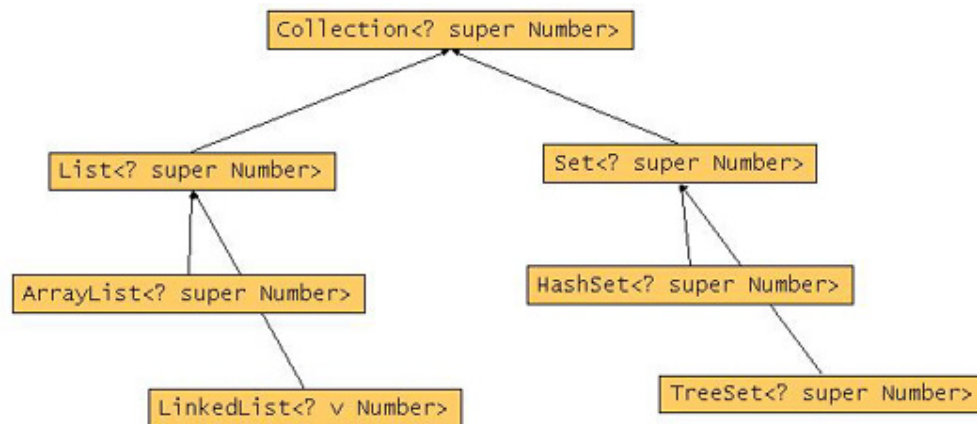 Collection<? super Number>
List<? super Number>
Set<? super Number>
ArrayList<? super Number>
HashSet<? super Number>
LinkedList<? v Number>
TreeSet<? super Number>